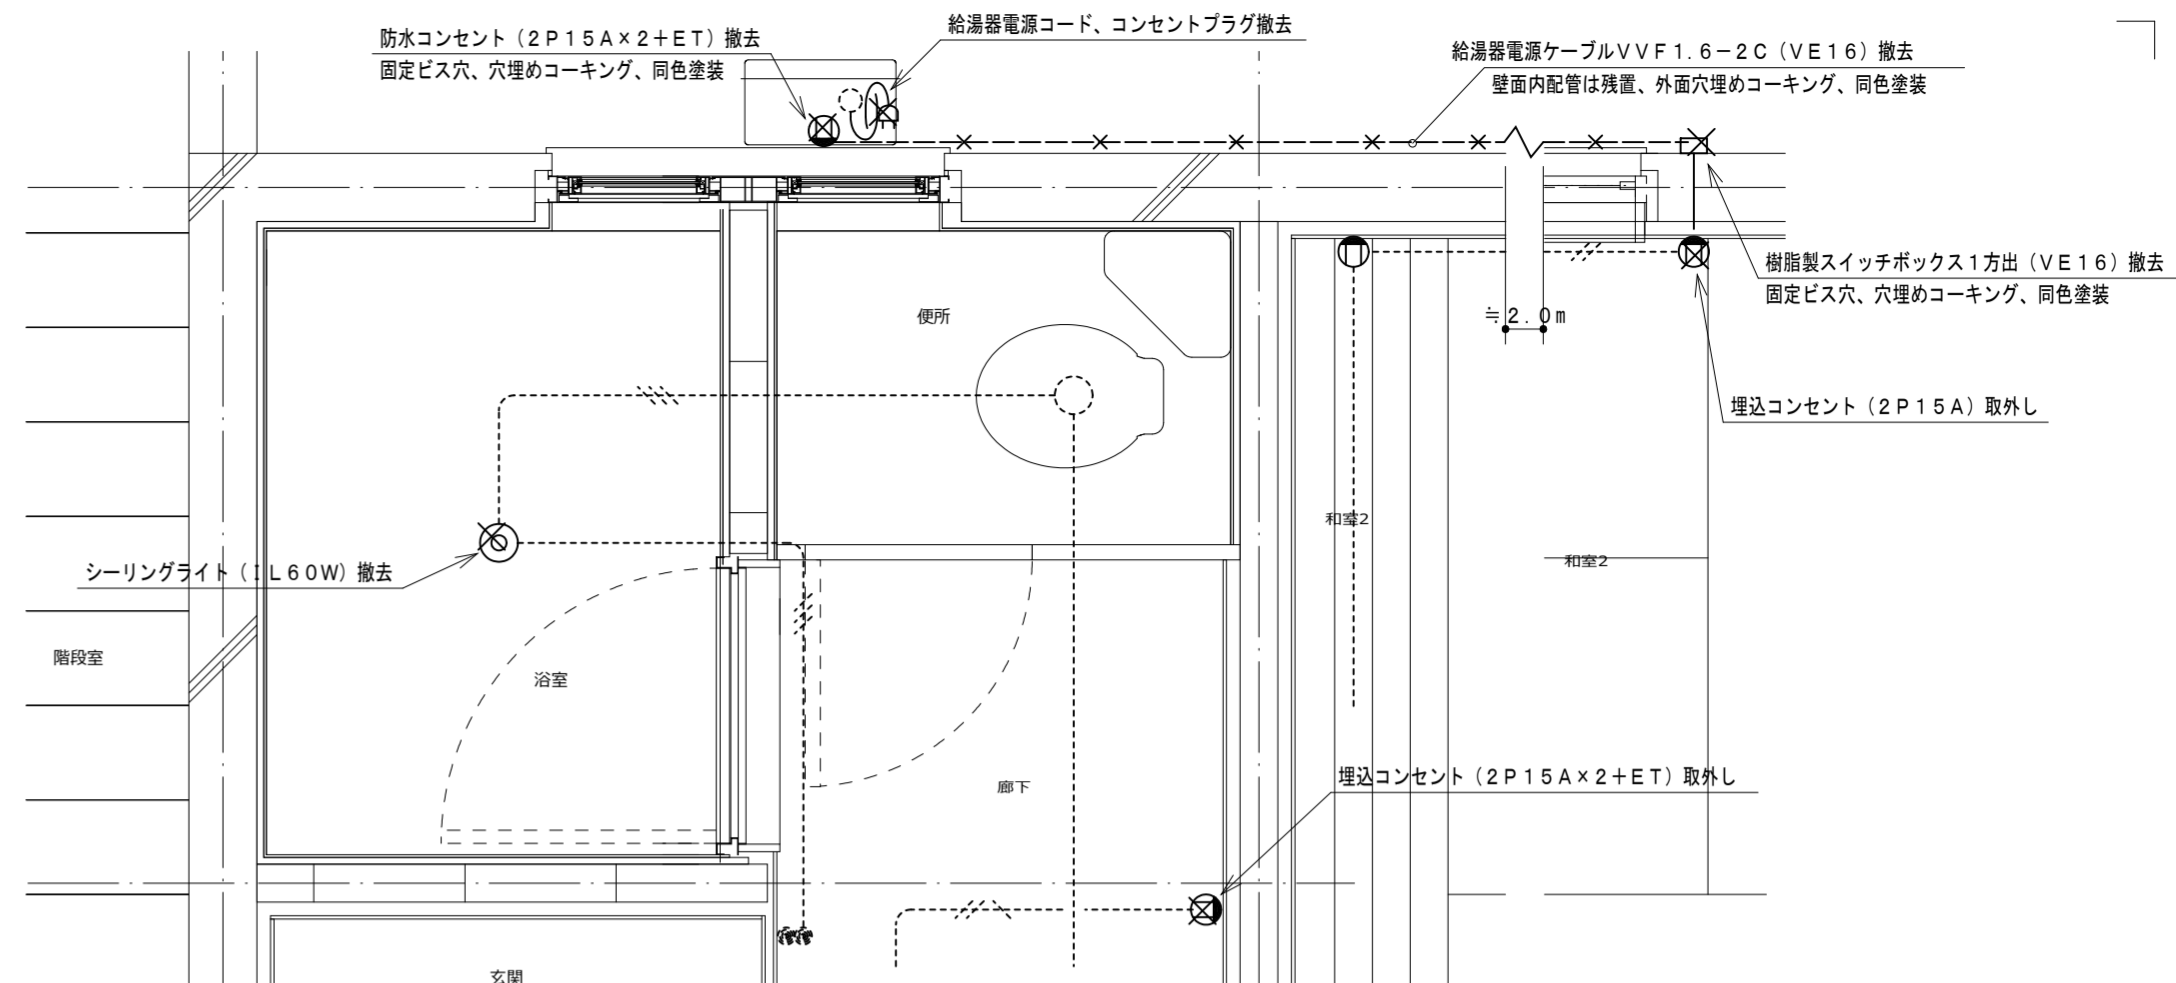 給湯器電源コード、コンセントプラグ撤去
防水コンセント（２Ｐ１５Ａ×２＋ＥＴ）撤去
固定ビス穴、穴埋めコーキング、同色塗装
給湯器電源ケーブルＶＶＦ１.６－２Ｃ（ＶＥ１６）撤去
壁面内配管は残置、外面穴埋めコーキング、同色塗装
樹脂製スイッチボックス１方出（ＶＥ１６）撤去
固定ビス穴、穴埋めコーキング、同色塗装
便所
≒２.０ｍ
埋込コンセント（２Ｐ１５Ａ）取外し
和室2
和室2
シーリングライト（ＩＬ６０Ｗ）撤去
階段室
浴室
廊下
埋込コンセント（２Ｐ１５Ａ×２＋ＥＴ）取外し
玄関